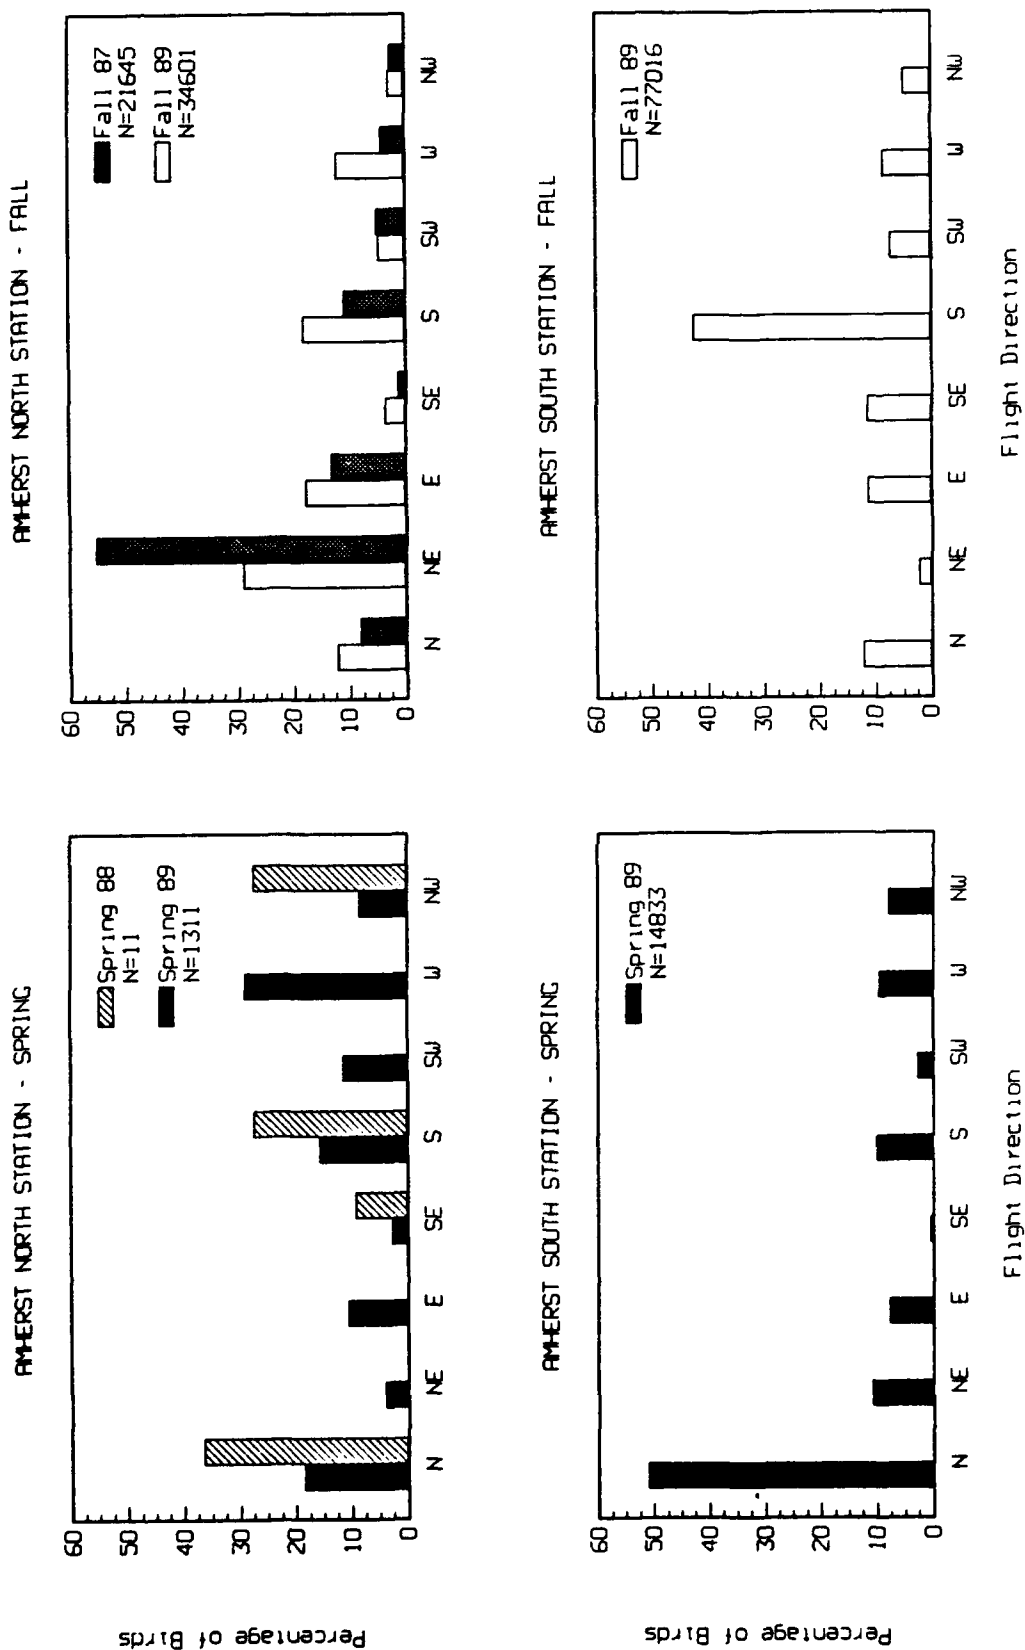 AMHERST NORTH STATION - SPRING
Percentage of Birds
60
50
40
30
20
10
0
Spring 88
N=11
Spring 89
N=1311
N NE E SE S SW W NW
AMHERST NORTH STATION - FALL
60
50
40
30
20
10
0
Fall 87
N=21645
Fall 89
N=34601
N NE E SE S SW W NW
AMHERST SOUTH STATION - SPRING
Percentage of Birds
60
50
40
30
20
10
0
Spring 89
N=14833
N NE E SE S SW W NW
Flight Direction
AMHERST SOUTH STATION - FALL
60
50
40
30
20
10
0
Fall 89
N=77016
N NE E SE S SW W NW
Flight Direction